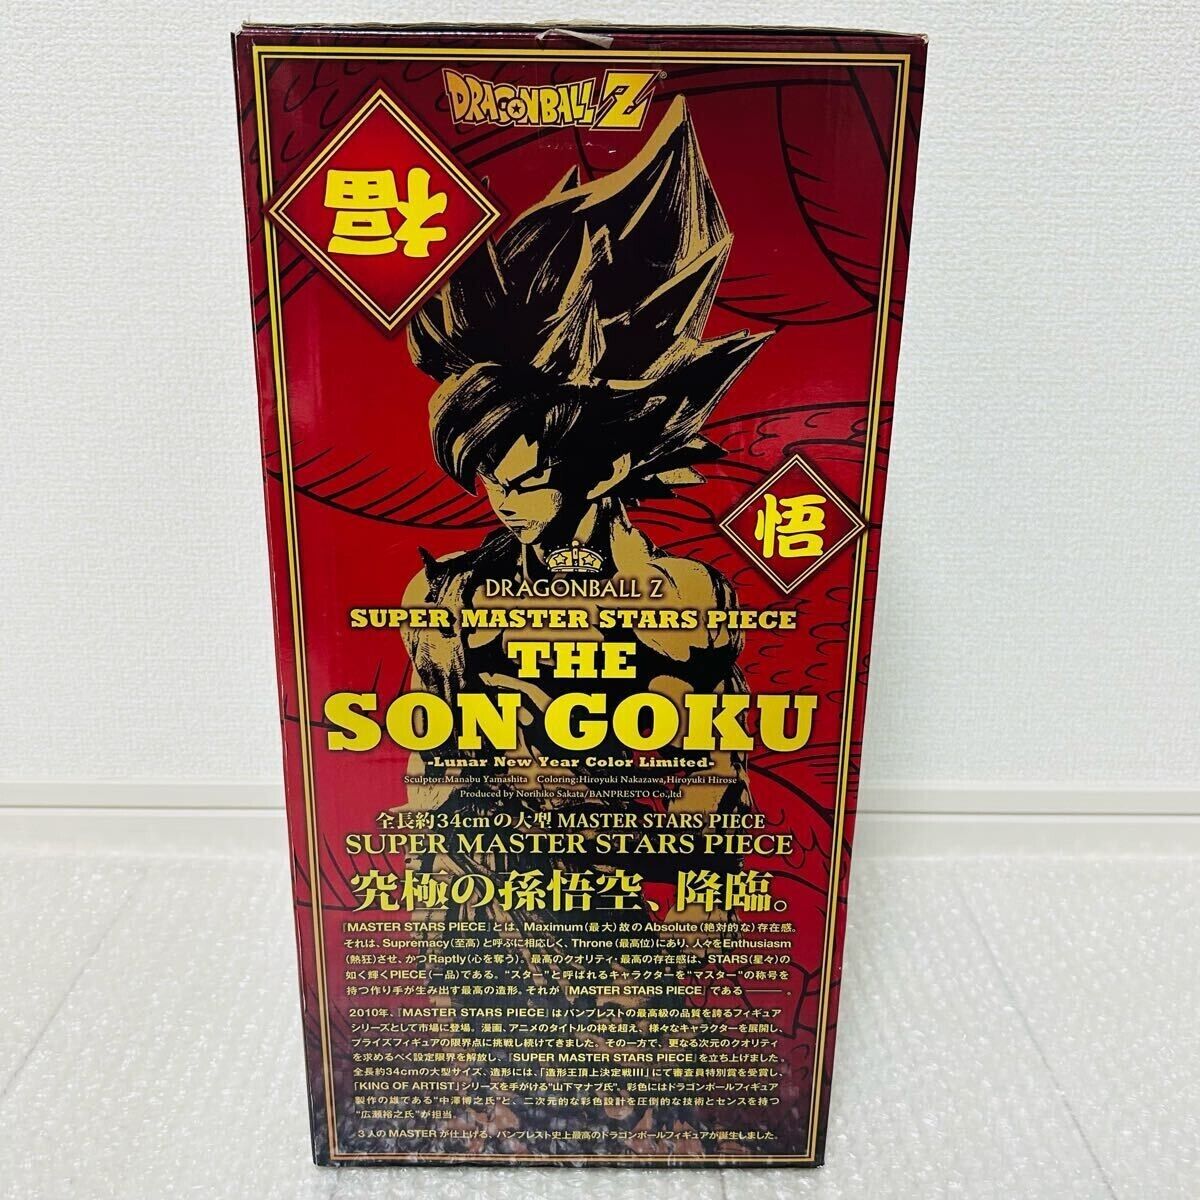 DRAGONBALL Z®
福
悟
DRAGONBALL Z
SUPER MASTER STARS PIECE
THE
SON GOKU
-Lunar New Year Color Limited-
Sculptor:Manabu Yamashita Coloring:Hiroyuki Nakazawa,Hiroyuki Hirose
Produced by Norihiko Sakata/BANPRESTO Co.,ltd
全長約34cmの大型 MASTER STARS PIECE
SUPER MASTER STARS PIECE
究極の孫悟空、降臨。
『MASTER STARS PIECE』とは、Maximum(最大)故のAbsolute(絶対的な)存在感。
それは、Supremacy(至高)と呼ぶに相応しく、Throne(最高位)にあり、人々をEnthusiasm
(熱狂)させ、かつRaptly(心を奪う)。最高のクオリティ・最高の存在感は、STARS(星々)の
如く輝くPIECE(一品)である。"スター"と呼ばれるキャラクターを"マスター"の称号を
持つ作り手が生み出す最高の造形。それが『MASTER STARS PIECE』である――。
2010年、『MASTER STARS PIECE』はバンプレストの最高級の品質を誇るフィギュア
シリーズとして市場に登場。漫画、アニメのタイトルの枠を超え、様々なキャラクターを展開し、
プライズフィギュアの限界点に挑戦し続けてきました。その一方で、更なる次元のクオリティ
を求めるべく設定限界を解放し、『SUPER MASTER STARS PIECE』を立ち上げました。
全長約34cmの大型サイズ、造形には、「造形王頂上決定戦III」にて審査員特別賞を受賞し、
「KING OF ARTIST」シリーズを手がける"山下マナブ氏"。彩色にはドラゴンボールフィギュア
製作の雄である"中澤博之氏"と、二次元的な彩色設計を圧倒的な技術とセンスを持つ
"広瀬裕之氏"が担当。
3人のMASTERが仕上げる、バンプレスト史上最高のドラゴンボールフィギュアが誕生しました。